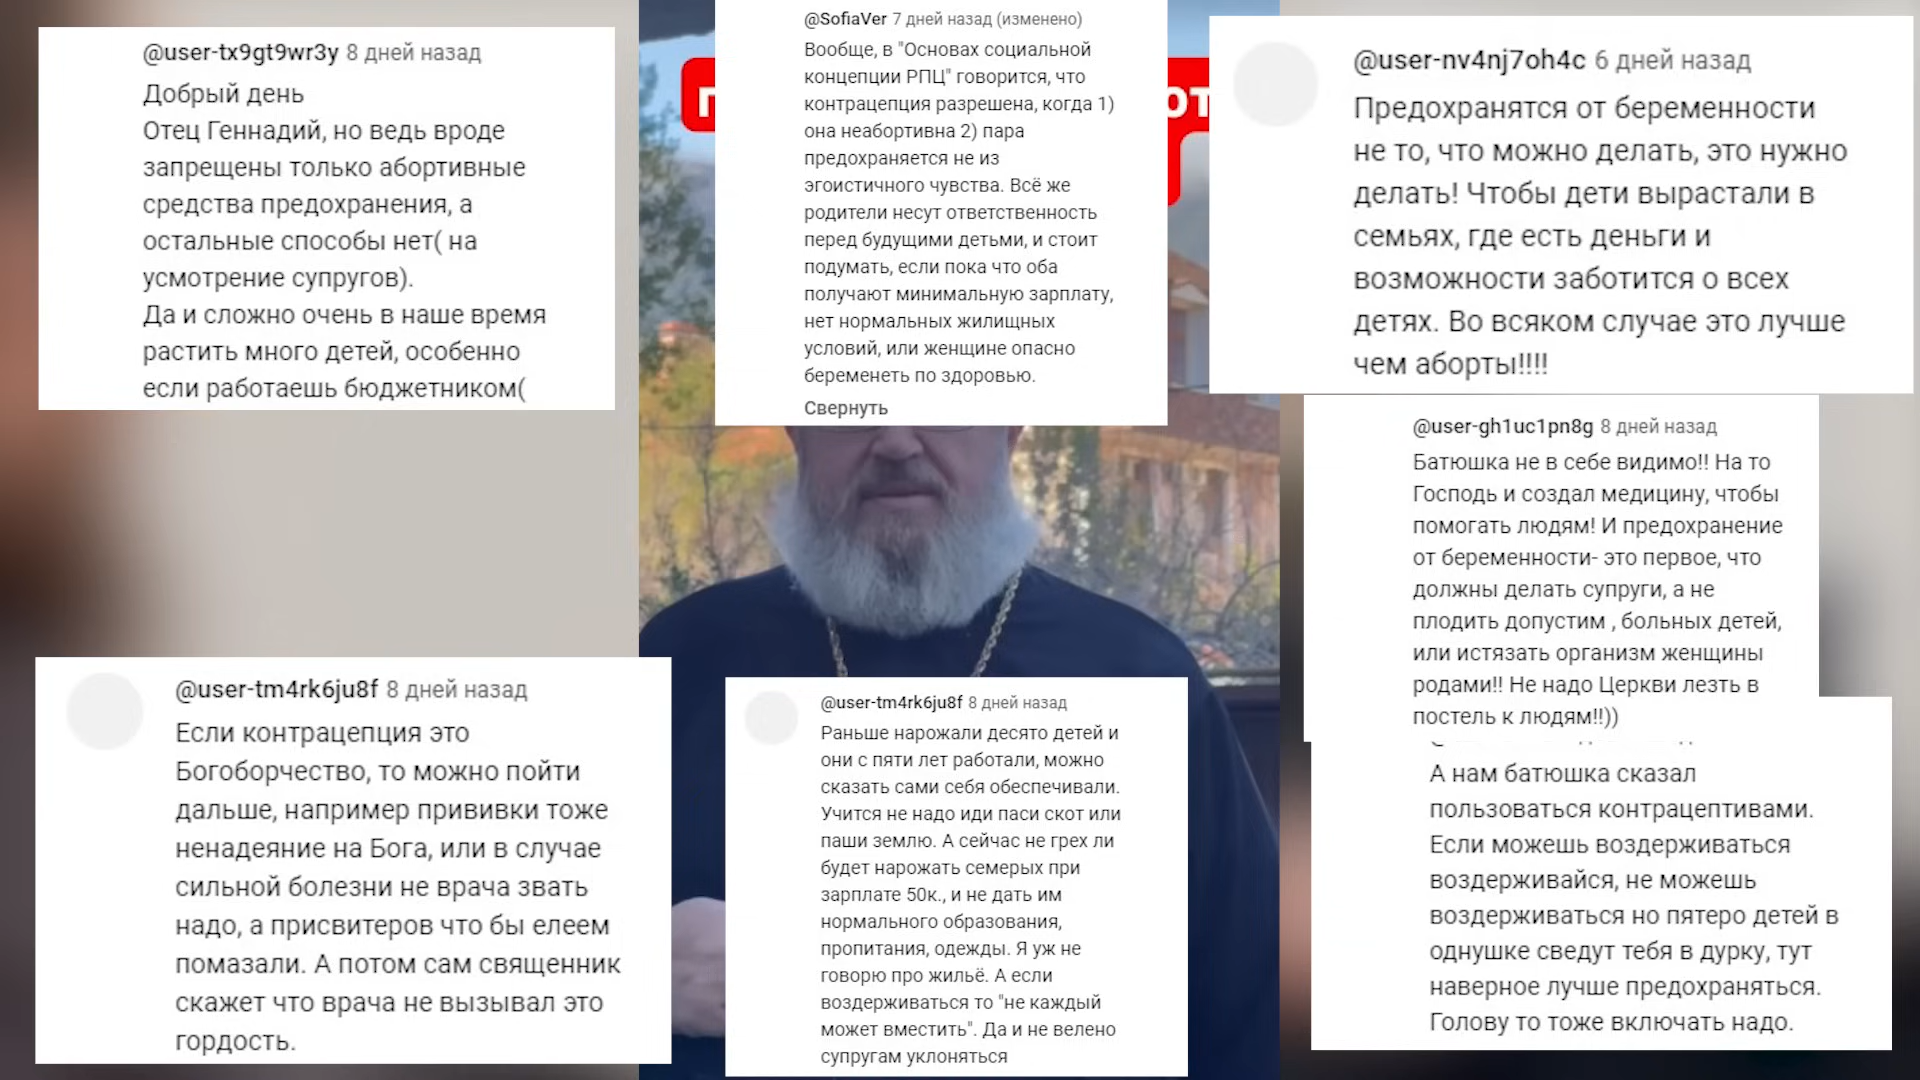 @user-tx9gt9wr3y 8 дней назад
Добрый день
Отец Геннадий, но ведь вроде
запрещены только абортивные
средства предохранения, а
остальные способы нет( на
усмотрение супругов).
Да и сложно очень в наше время
растить много детей, особенно
если работаешь бюджетником(
@SofiaVer 7 дней назад (изменено)
Вообще, в "Основах социальной
концепции РПЦ" говорится, что
контрацепция разрешена, когда 1)
она неабортивна 2) пара
предохраняется не из
эгоистичного чувства. Всё же
родители несут ответственность
перед будущими детьми, и стоит
подумать, если пока что оба
получают минимальную зарплату,
нет нормальных жилищных
условий, или женщине опасно
беременеть по здоровью.
Свернуть
@user-nv4nj7oh4c 6 дней назад
Предохранятся от беременности
не то, что можно делать, это нужно
делать! Чтобы дети вырастали в
семьях, где есть деньги и
возможности заботится о всех
детях. Во всяком случае это лучше
чем аборты!!!!
@user-gh1uc1pn8g 8 дней назад
Батюшка не в себе видимо!! На то
Господь и создал медицину, чтобы
помогать людям! И предохранение
от беременности- это первое, что
должны делать супруги, а не
плодить допустим , больных детей,
или истязать организм женщины
родами!! Не надо Церкви лезть в
постель к людям!!))
@user-tm4rk6ju8f 8 дней назад
Если контрацепция это
Богоборчество, то можно пойти
дальше, например прививки тоже
ненадеяние на Бога, или в случае
сильной болезни не врача звать
надо, а присвитеров что бы елеем
помазали. А потом сам священник
скажет что врача не вызывал это
гордость.
@user-tm4rk6ju8f 8 дней назад
Раньше нарожали десято детей и
они с пяти лет работали, можно
сказать сами себя обеспечивали.
Учится не надо иди паси скот или
паши землю. А сейчас не грех ли
будет нарожать семерых при
зарплате 50к., и не дать им
нормального образования,
пропитания, одежды. Я уж не
говорю про жильё. А если
воздерживаться то "не каждый
может вместить". Да и не велено
супругам уклоняться
А нам батюшка сказал
пользоваться контрацептивами.
Если можешь воздерживаться
воздерживайся, не можешь
воздерживаться но пятеро детей в
однушке сведут тебя в дурку, тут
наверное лучше предохраняться.
Голову то тоже включать надо.